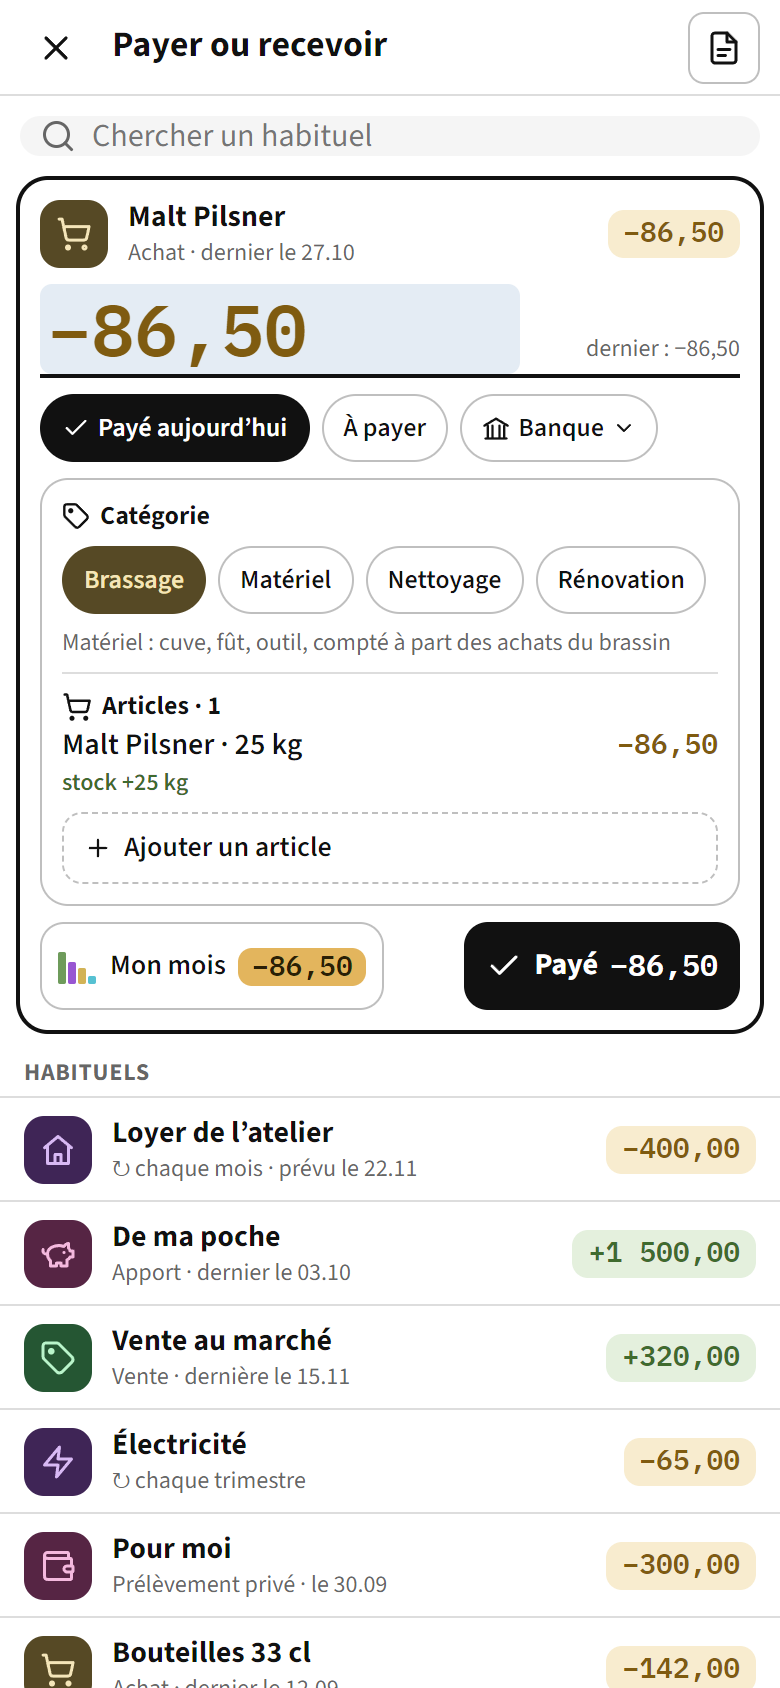 Payer ou recevoir
Chercher un habituel
Malt Pilsner
Achat · dernier le 27.10
−86,50
−86,50
dernier : −86,50
Payé aujourd’hui
À payer
Banque
Catégorie
Brassage
Matériel
Nettoyage
Rénovation
Matériel : cuve, fût, outil, compté à part des achats du brassin
Articles · 1
Malt Pilsner · 25 kg
−86,50
stock +25 kg
Ajouter un article
Mon mois
−86,50
Payé −86,50
HABITUELS
Loyer de l’atelier
↻ chaque mois · prévu le 22.11
−400,00
De ma poche
Apport · dernier le 03.10
+1 500,00
Vente au marché
Vente · dernière le 15.11
+320,00
Électricité
↻ chaque trimestre
−65,00
Pour moi
Prélèvement privé · le 30.09
−300,00
Bouteilles 33 cl
Achat · dernier le 12.09
−142,00